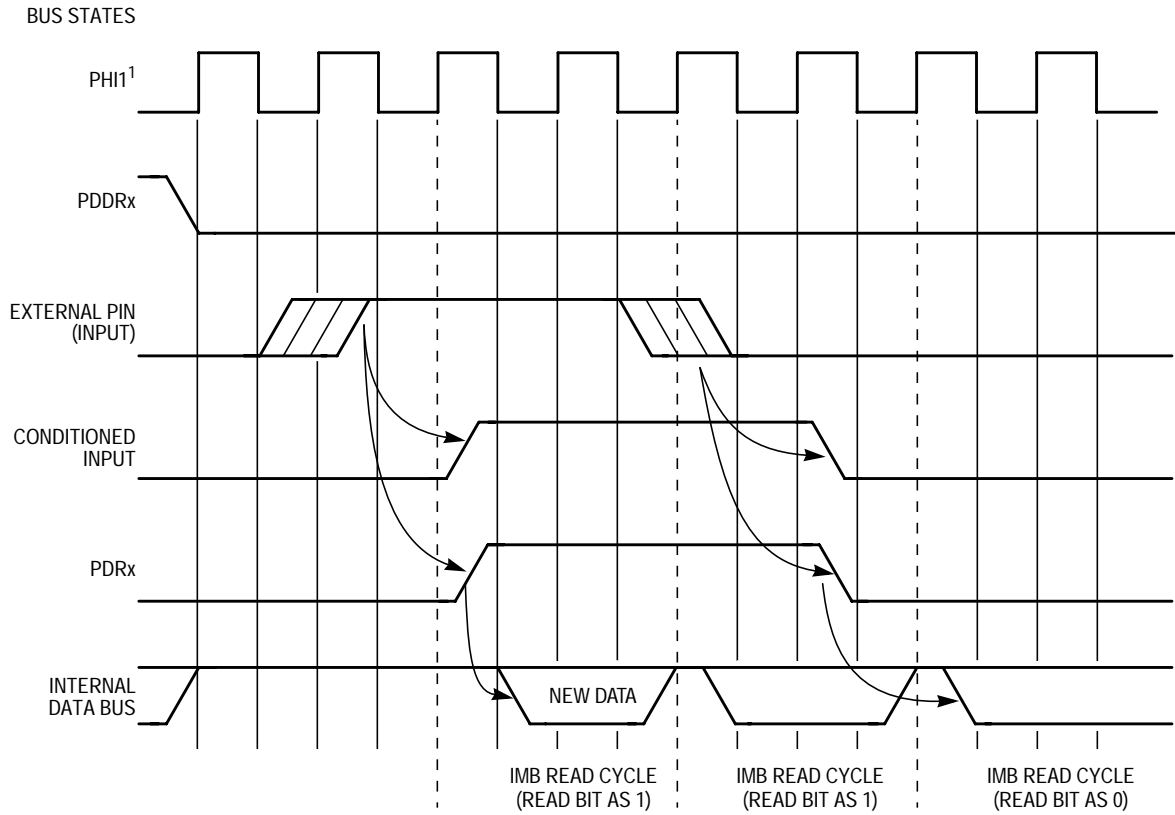 BUS STATES
PHI1¹
PDDRx
EXTERNAL PIN
(INPUT)
CONDITIONED
INPUT
PDRx
INTERNAL
DATA BUS
NEW DATA
IMB READ CYCLE
(READ BIT AS 1)
IMB READ CYCLE
(READ BIT AS 1)
IMB READ CYCLE
(READ BIT AS 0)